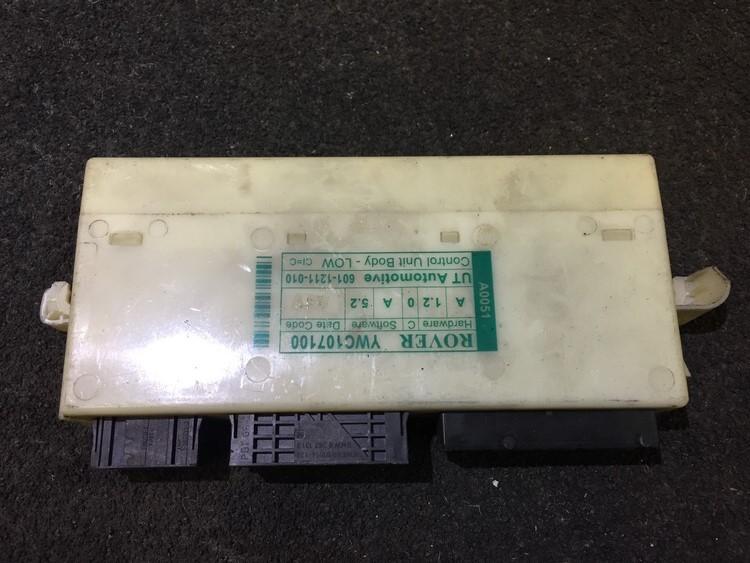 ROVER YWC107100
Hardware C Software Date Code
A 1.2 0 A 5.2
UT Automotive 601-1211-010
Control Unit Body - LOW CI=C
A0051